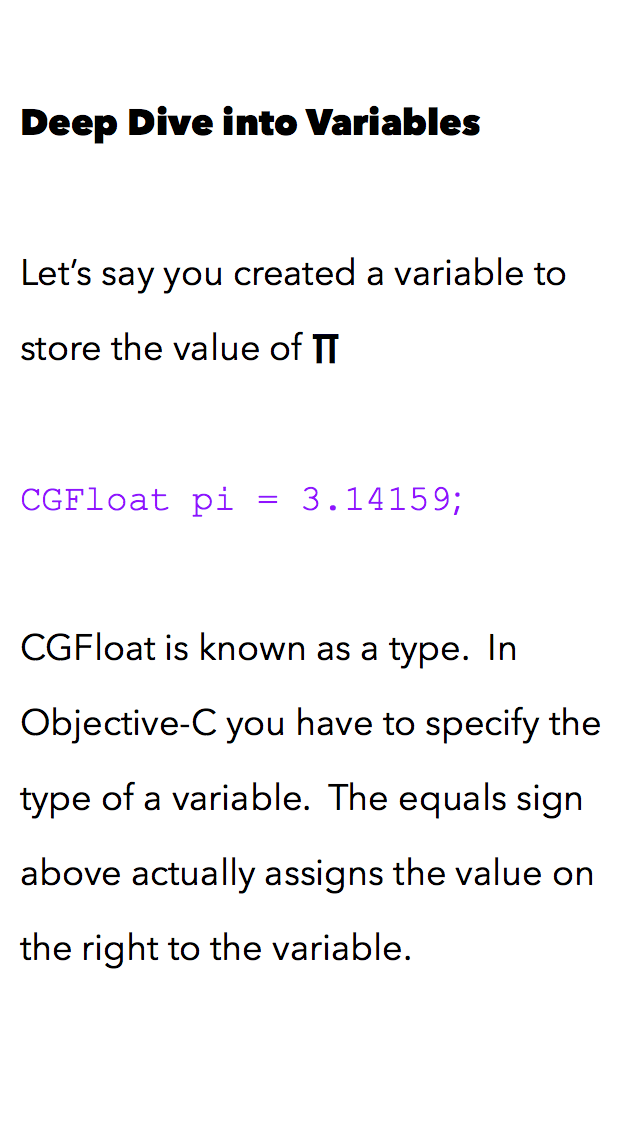 Deep Dive into Variables
Let’s say you created a variable to
store the value of π
CGFloat pi = 3.14159;
CGFloat is known as a type.  In
Objective-C you have to specify the
type of a variable.  The equals sign
above actually assigns the value on
the right to the variable.